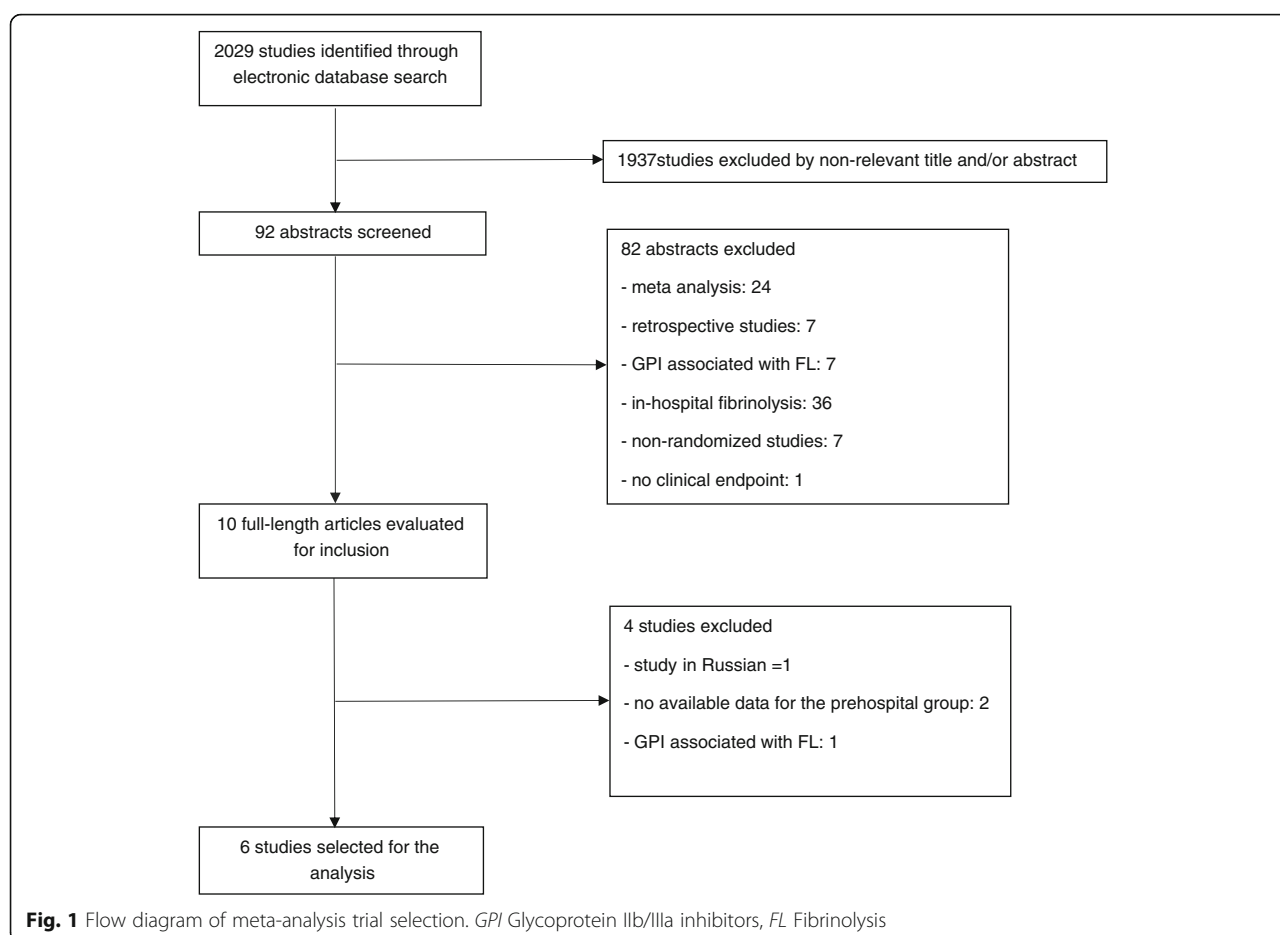 2029 studies identified through
electronic database search
1937studies excluded by non-relevant title and/or abstract
92 abstracts screened
82 abstracts excluded
- meta analysis: 24
- retrospective studies: 7
- GPI associated with FL: 7
- in-hospital fibrinolysis: 36
- non-randomized studies: 7
- no clinical endpoint: 1
10 full-length articles evaluated
for inclusion
4 studies excluded
- study in Russian =1
- no available data for the prehospital group: 2
- GPI associated with FL: 1
6 studies selected for the
analysis
Fig. 1 Flow diagram of meta-analysis trial selection. GPI Glycoprotein IIb/IIIa inhibitors, FL Fibrinolysis